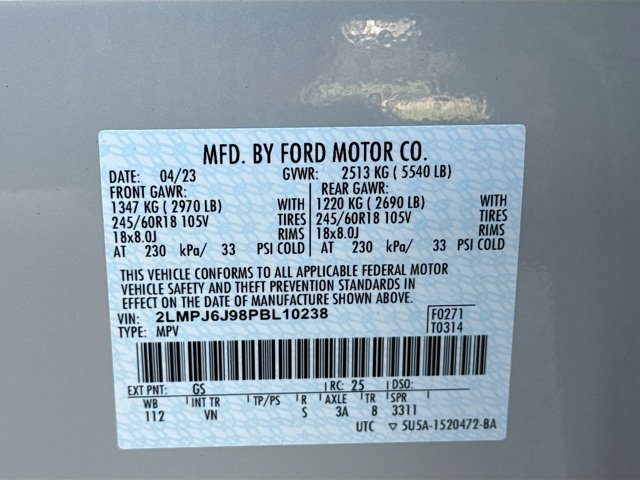 MFD. BY FORD MOTOR CO.
DATE: 04/23 GVWR: 2513 KG ( 5540 LB)
FRONT GAWR: REAR GAWR:
1347 KG ( 2970 LB) WITH 1220 KG ( 2690 LB) WITH
245/60R18 105V TIRES 245/60R18 105V TIRES
18x8.0J RIMS 18x8.0J RIMS
AT 230 kPa/ 33 PSI COLD AT 230 kPa/ 33 PSI COLD
THIS VEHICLE CONFORMS TO ALL APPLICABLE FEDERAL MOTOR
VEHICLE SAFETY AND THEFT PREVENTION STANDARDS IN
EFFECT ON THE DATE OF MANUFACTURE SHOWN ABOVE.
VIN: 2LMPJ6J98PBL10238 F0271
TYPE: MPV T0314
EXT PNT: GS RC: 25 DSO:
WB INT TR TP/PS R AXLE TR SPR
112 VN S 3A 8 3311
UTC ▽ 5U5A-1520472-BA